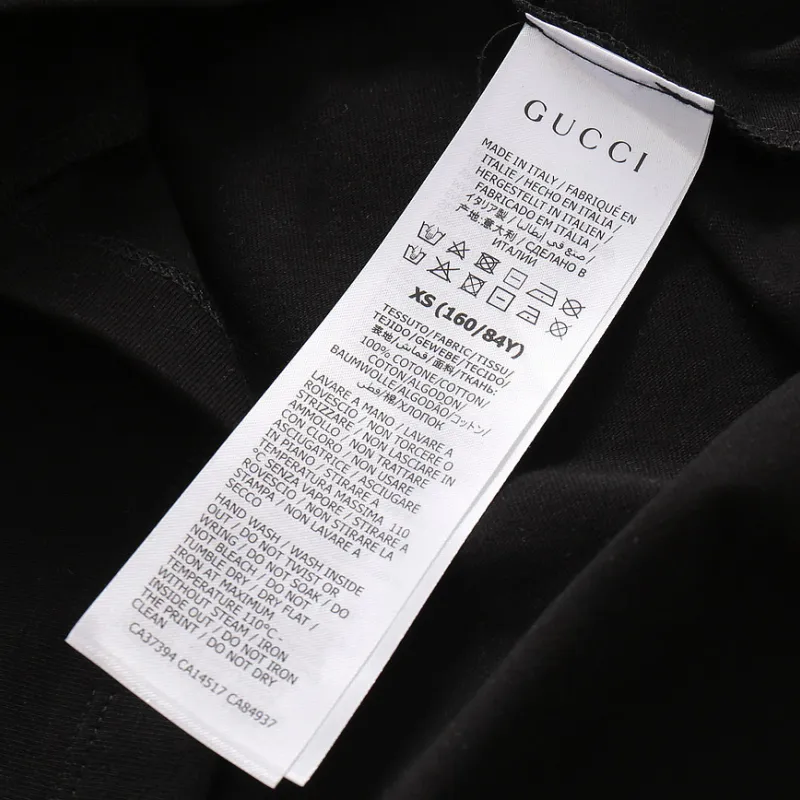 GUCCI
MADE IN ITALY / FABRIQUÉ EN
ITALIE / HECHO EN ITALIA /
HERGESTELLT IN ITALIEN /
FABRICADO EM ITALIA /
イタリア製 / صنع في إيطاليا /
产地:意大利 / СДЕЛАНО В
ИТАЛИИ
XS (160/84Y)
TESSUTO/FABRIC/TISSU/
TEJIDO/GEWEBE/TECIDO/
表地/قماش/面料/ТКАНЬ:
100% COTONE/COTTON/
COTON/ALGODON/
BAUMWOLLE/ALGODÃO/コットン/
قطن/棉/ХЛОПОК
LAVARE A MANO / LAVARE A
ROVESCIO / NON TORCERE O
STRIZZARE / NON LASCIARE IN
AMMOLLO / NON TRATTARE
CON CLORO / NON ASCIUGARE
IN ASCIUGATRICE / ASCIUGARE
STIRARE A
TEMPERATURA MASSIMA 110
°C SENZA VAPORE / STIRARE A
ROVESCIO / NON STIRARE LA
STAMPA / NON LAVARE A
SECCO
HAND WASH / WASH INSIDE
OUT / DO NOT TWIST OR
WRING / DO NOT SOAK / DO
NOT BLEACH / DO NOT
TUMBLE DRY / DRY FLAT /
IRON AT MAXIMUM
TEMPERATURE 110°C -
WITHOUT STEAM / IRON
INSIDE OUT / DO NOT IRON
THE PRINT / DO NOT DRY
CLEAN
CA37394 CA14517 CA84937